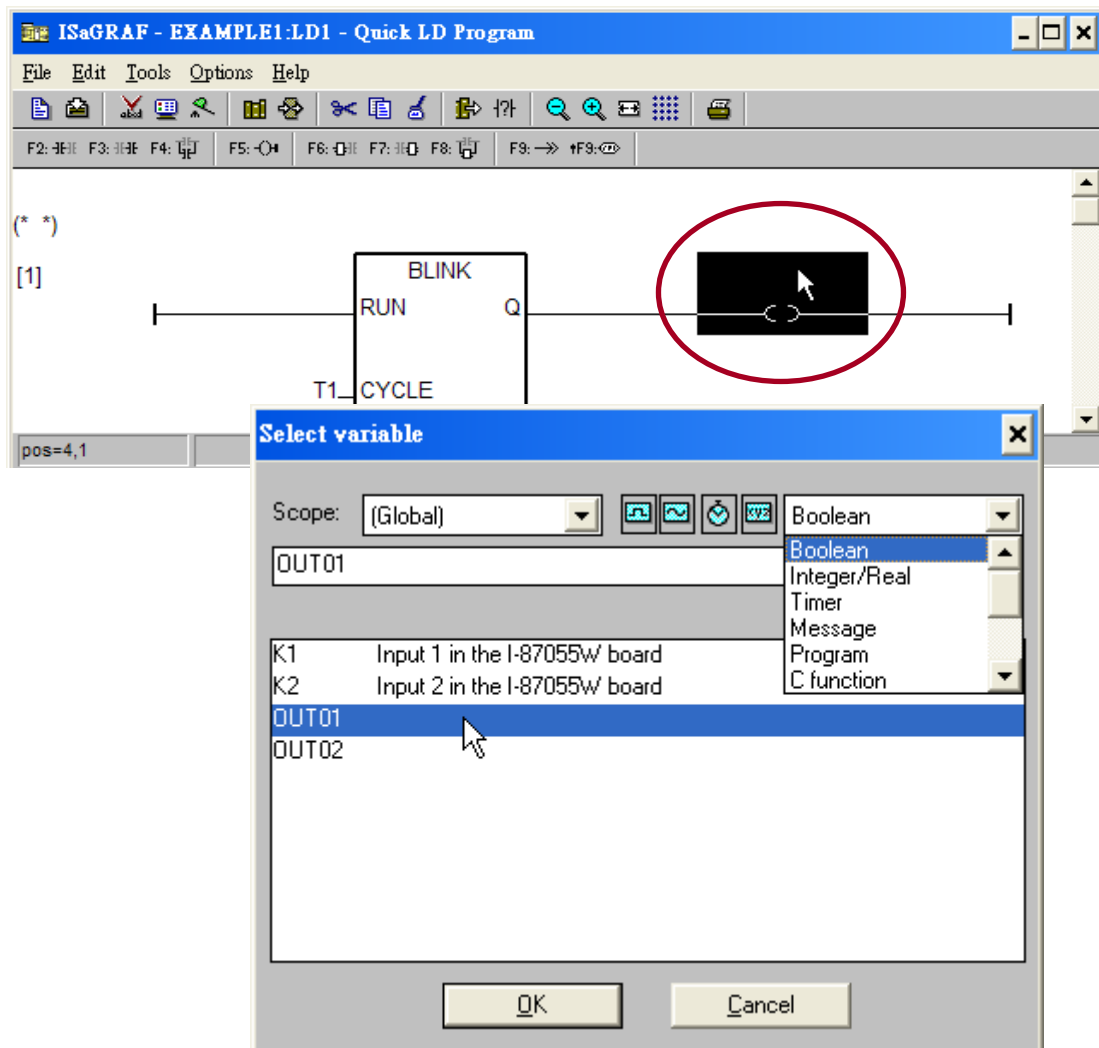 ISaGRAF - EXAMPLE1:LD1 - Quick LD Program
File Edit Tools Options Help
F2: F3: F4: F5: F6: F7: F8: F9: F9:
(* *)
[1]
BLINK
RUN Q
T1 CYCLE
pos=4,1
Select variable
Scope: (Global) xyz Boolean
OUT01
Boolean
Integer/Real
Timer
Message
Program
C function
K1 Input 1 in the I-87055W board
K2 Input 2 in the I-87055W board
OUT01
OUT02
OK Cancel